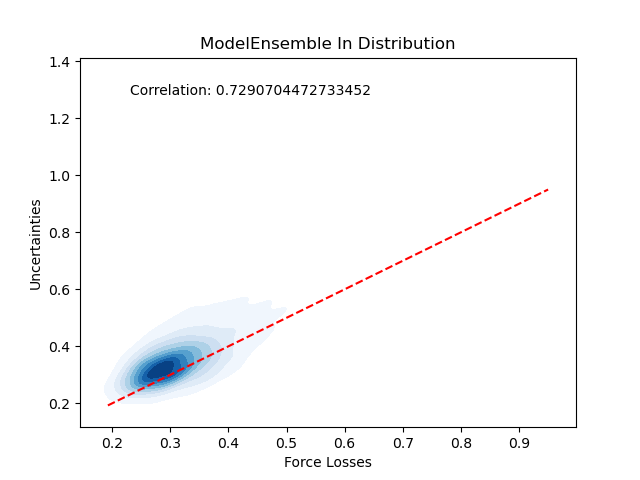 ModelEnsemble In Distribution
Correlation: 0.7290704472733452
1.4
1.2
1.0
0.8
0.6
0.4
0.2
Uncertainties
0.2 0.3 0.4 0.5 0.6 0.7 0.8 0.9
Force Losses